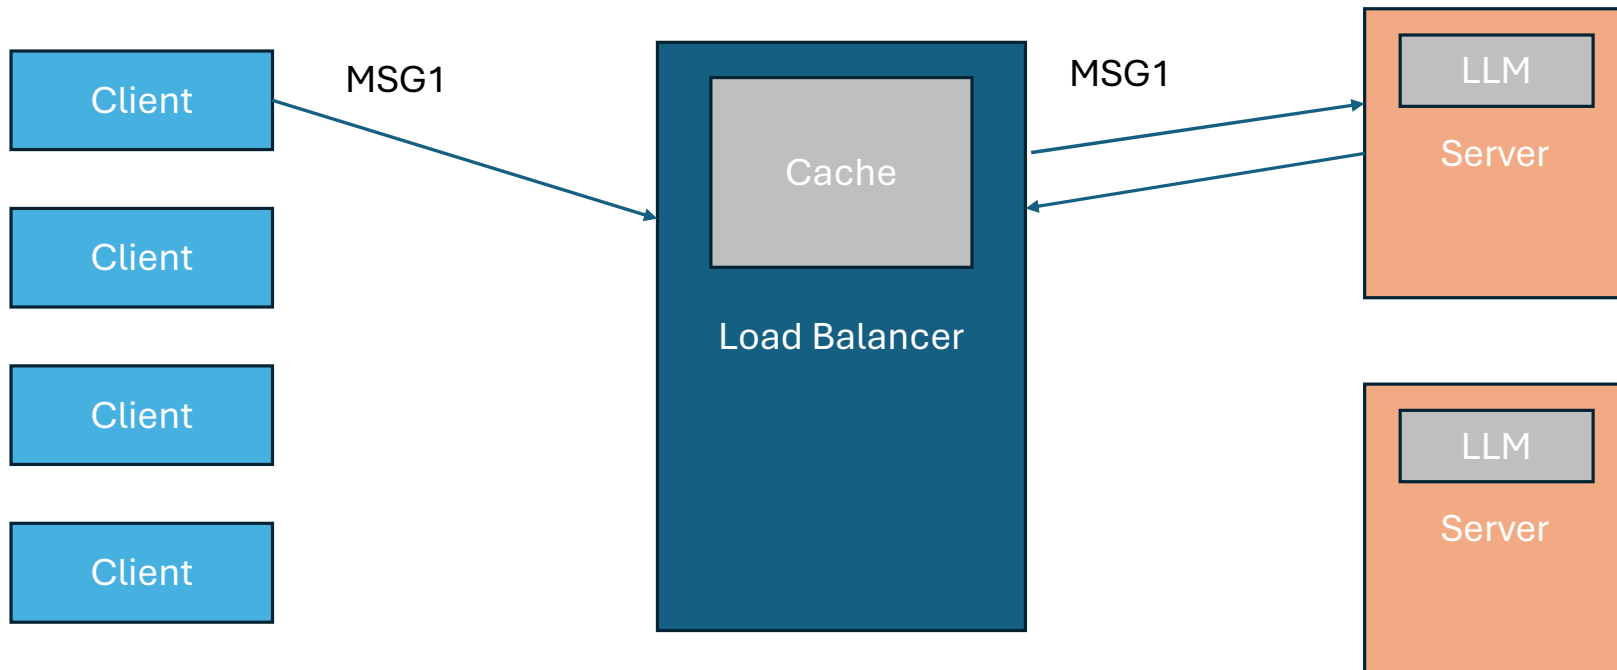 Client
Client
Client
Client
MSG1
Cache
Load Balancer
MSG1
LLM
Server
LLM
Server